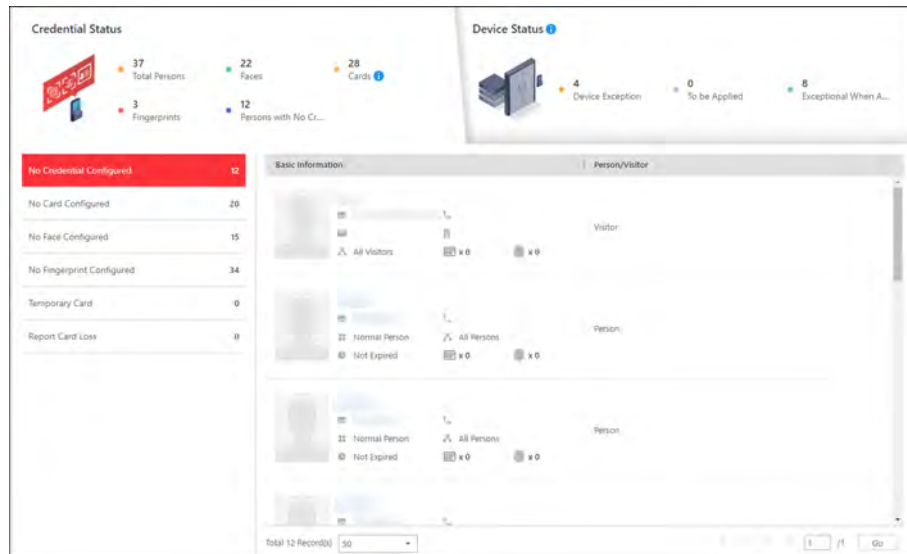 Credential Status
Device Status
37
Total Persons
22
Faces
28
Cards
3
Fingerprints
12
Persons with No Cr...
4
Device Exception
0
To be Applied
8
Exceptional When A...
No Credential Configured 12
No Card Configured 20
No Face Configured 15
No Fingerprint Configured 34
Temporary Card 0
Report Card Loss 0
Basic Information Person/Visitor
Visitor
All Visitors x 0 x 0
Person
Normal Person All Persons
Not Expired x 0 x 0
Person
Normal Person All Persons
Not Expired x 0 x 0
Total 12 Record(s) 50 1 /1 Go